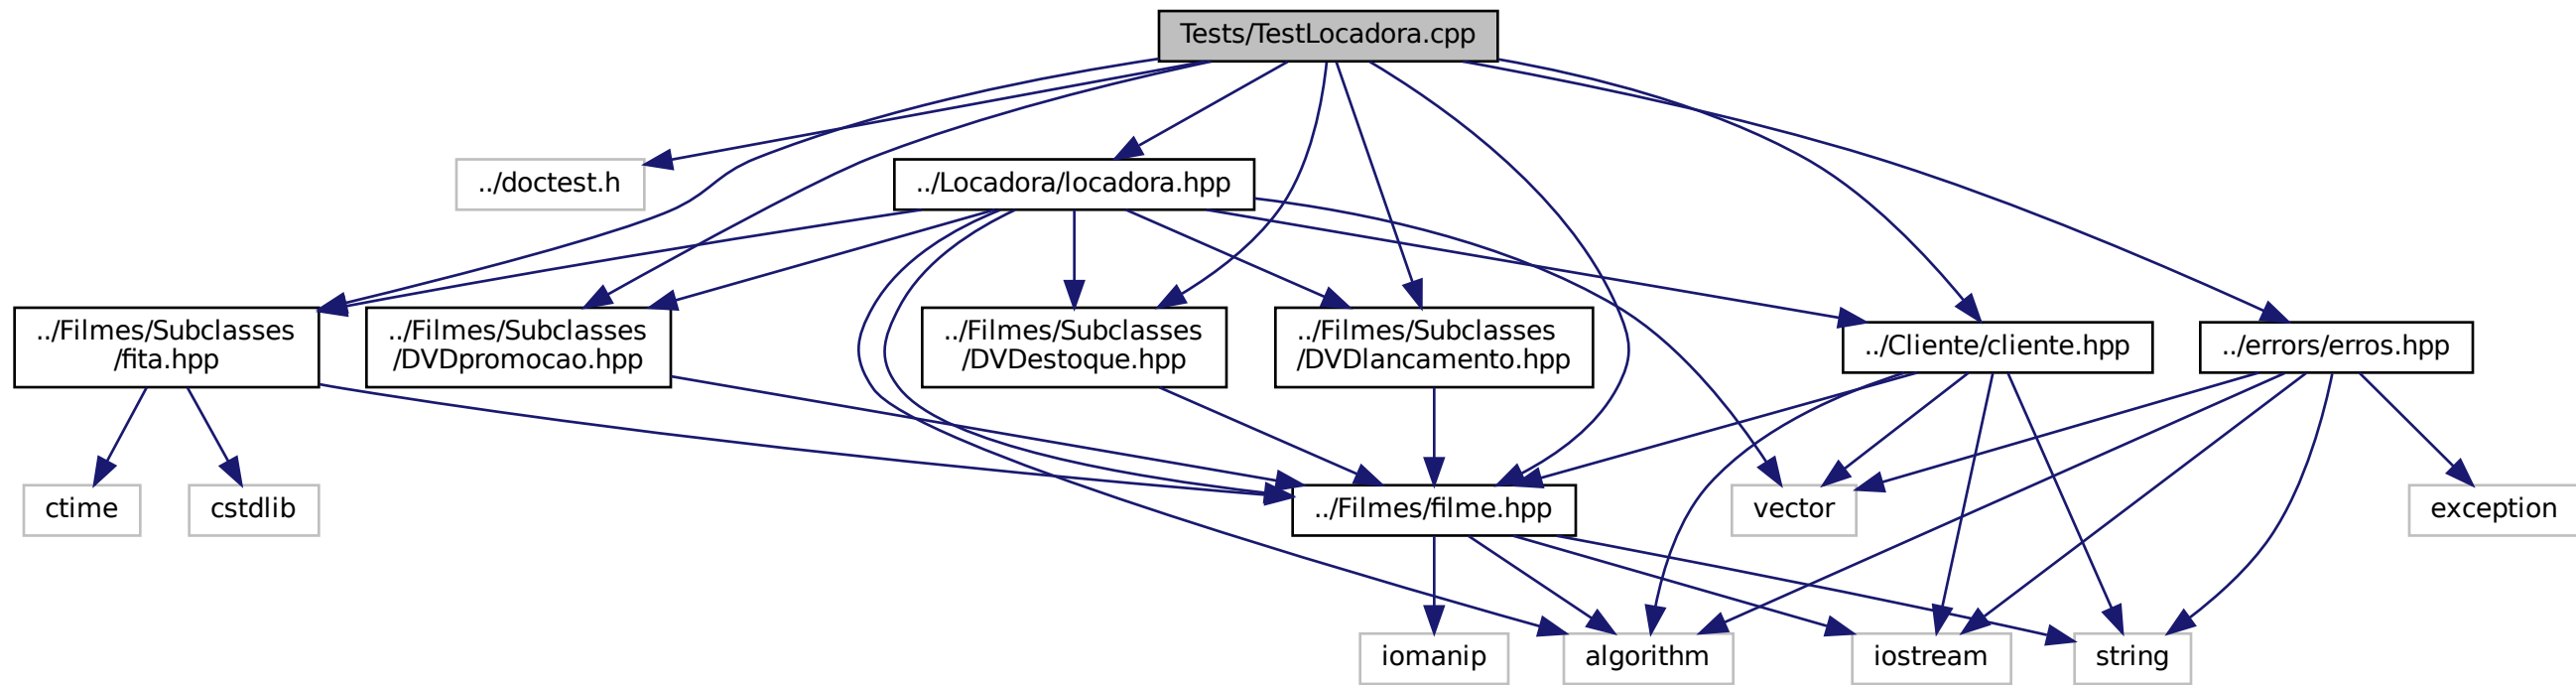 Tests/TestLocadora.cpp
../doctest.h
../Locadora/locadora.hpp
../Filmes/Subclasses
/fita.hpp
../Filmes/Subclasses
/DVDpromocao.hpp
../Filmes/Subclasses
/DVDestoque.hpp
../Filmes/Subclasses
/DVDlancamento.hpp
../Cliente/cliente.hpp
../errors/erros.hpp
ctime
cstdlib
../Filmes/filme.hpp
vector
exception
iomanip
algorithm
iostream
string